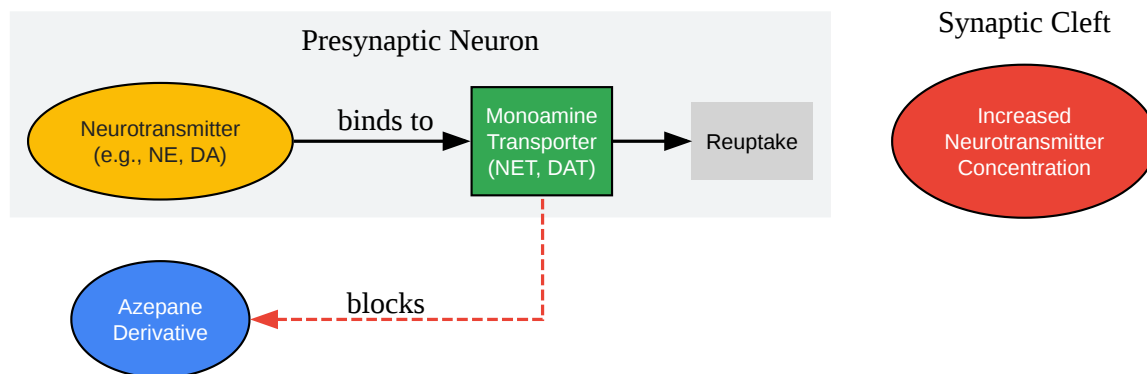 Presynaptic Neuron
Synaptic Cleft
Neurotransmitter
(e.g., NE, DA)
binds to
Monoamine
Transporter
(NET, DAT)
Reuptake
Increased
Neurotransmitter
Concentration
Azepane
Derivative
blocks